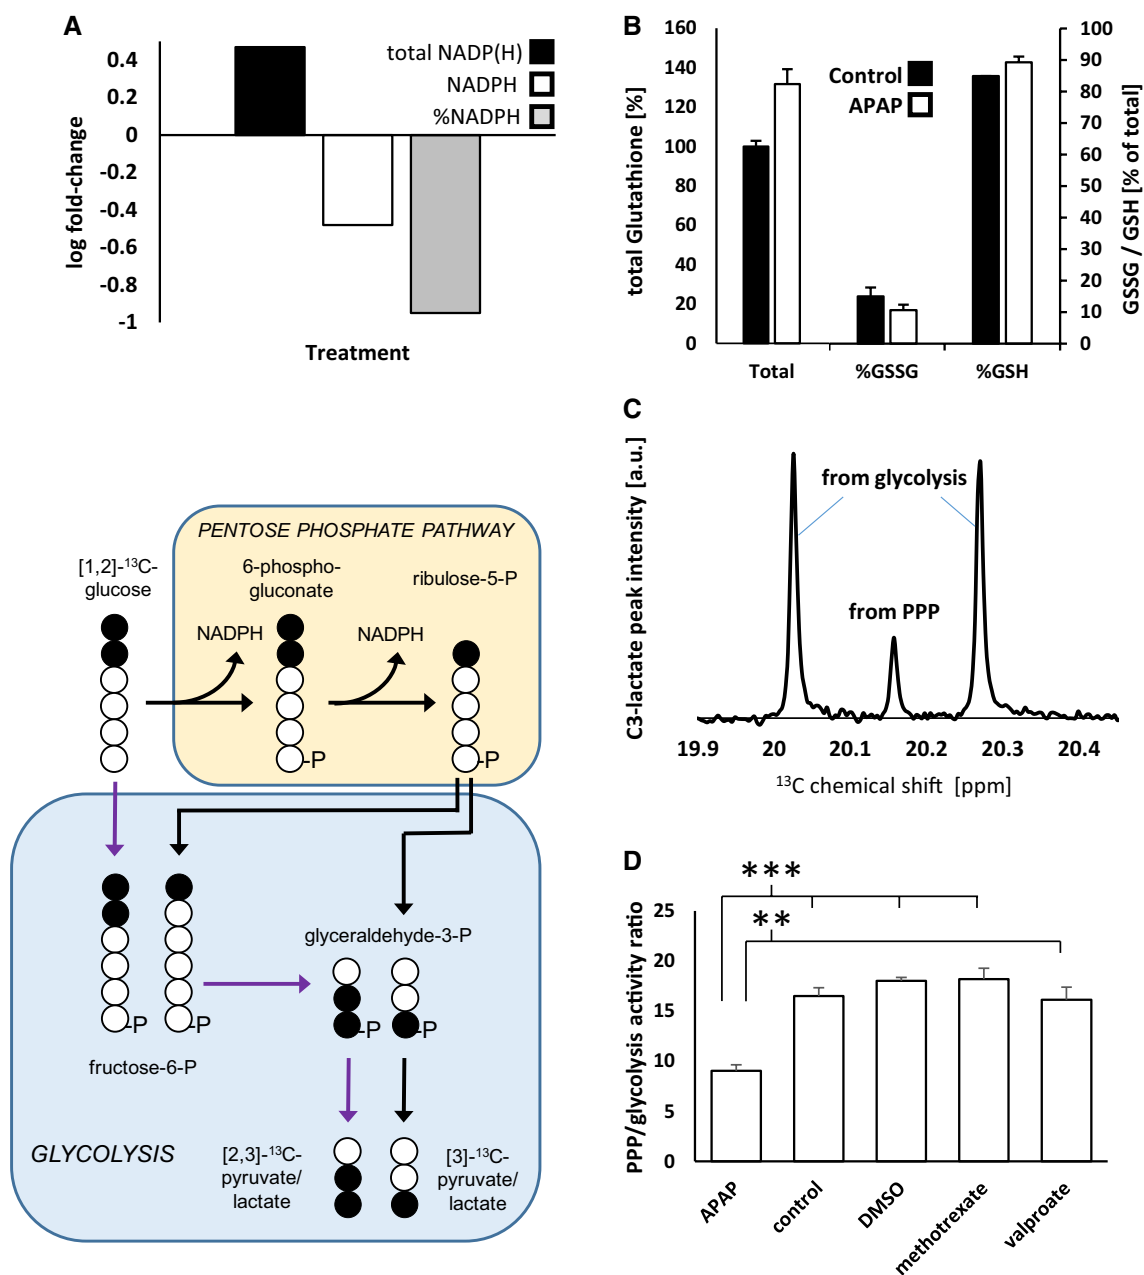 A
0.4
0.2
0
-0.2
-0.4
-0.6
-0.8
-1
log fold-change
total NADP(H)
NADPH
%NADPH
Treatment
B
160
140
120
100
80
60
40
20
0
total Glutathione [%]
Control
APAP
100
90
80
70
60
50
40
30
20
10
0
GSSG / GSH [% of total]
Total
%GSSG
%GSH
C
C3-lactate peak intensity [a.u.]
from glycolysis
from PPP
19.9
20
20.1
20.2
20.3
20.4
¹³C chemical shift [ppm]
PENTOSE PHOSPHATE PATHWAY
[1,2]-¹³C-
glucose
6-phospho-
gluconate
ribulose-5-P
NADPH
NADPH
-P
-P
glyceraldehyde-3-P
-P
-P
-P
-P
fructose-6-P
GLYCOLYSIS
[2,3]-¹³C-
pyruvate/
lactate
[3]-¹³C-
pyruvate/
lactate
D
***
**
25
20
15
10
5
0
PPP/glycolysis activity ratio
APAP
control
DMSO
methotrexate
valproate